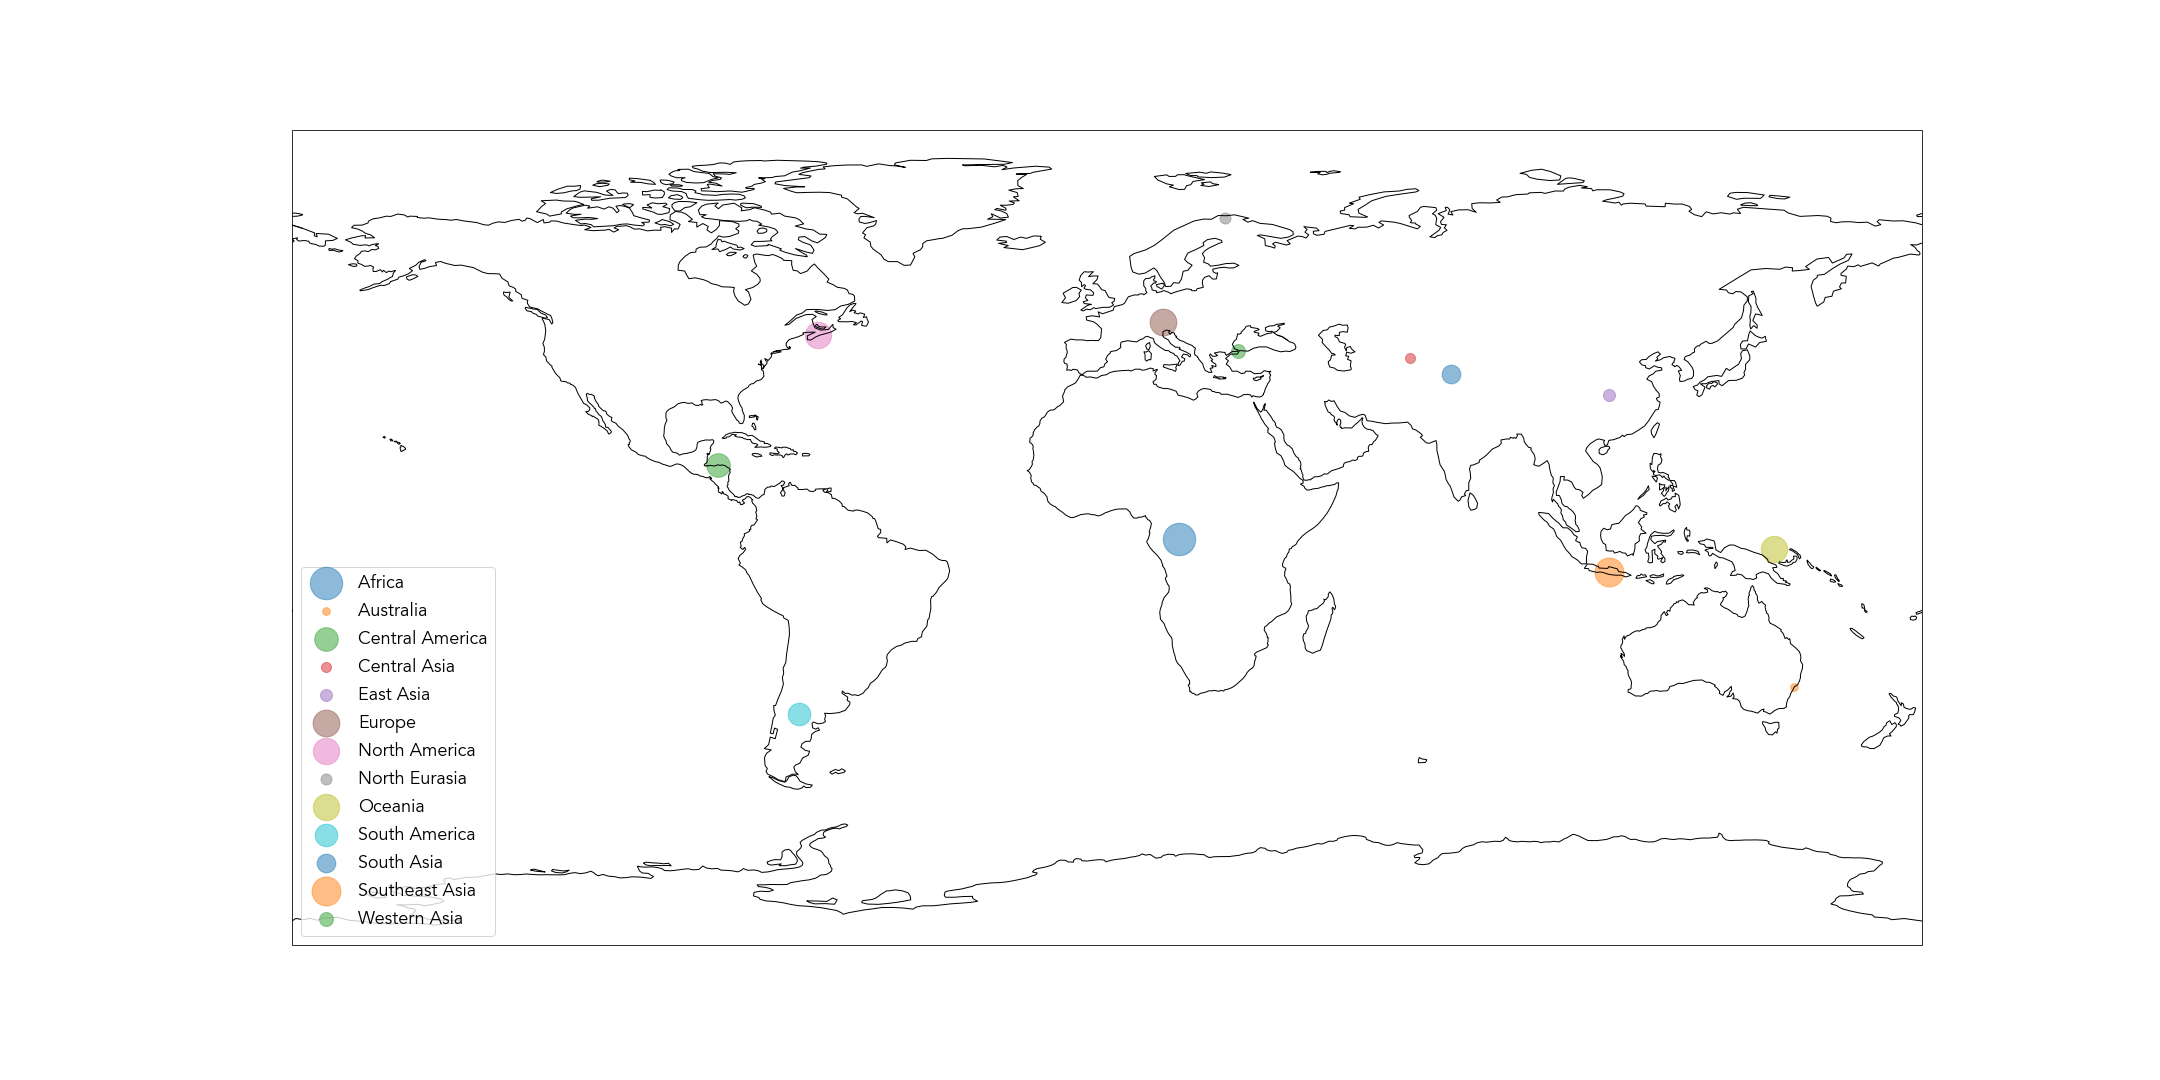 Africa
Australia
Central America
Central Asia
East Asia
Europe
North America
North Eurasia
Oceania
South America
South Asia
Southeast Asia
Western Asia